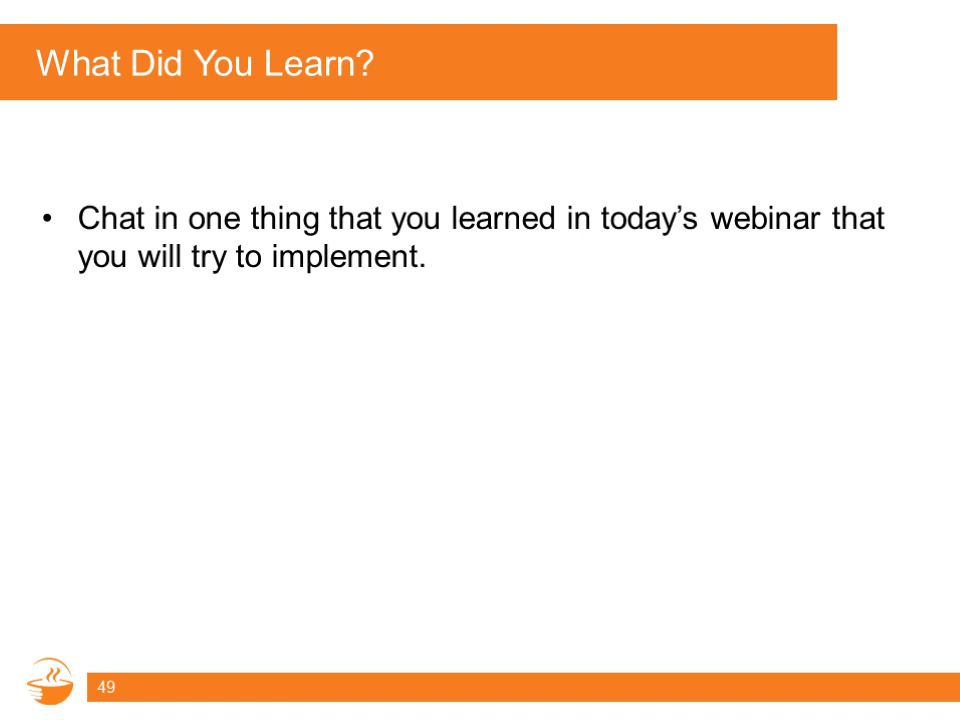 What Did You Learn?
• Chat in one thing that you learned in today’s webinar that
you will try to implement.
49